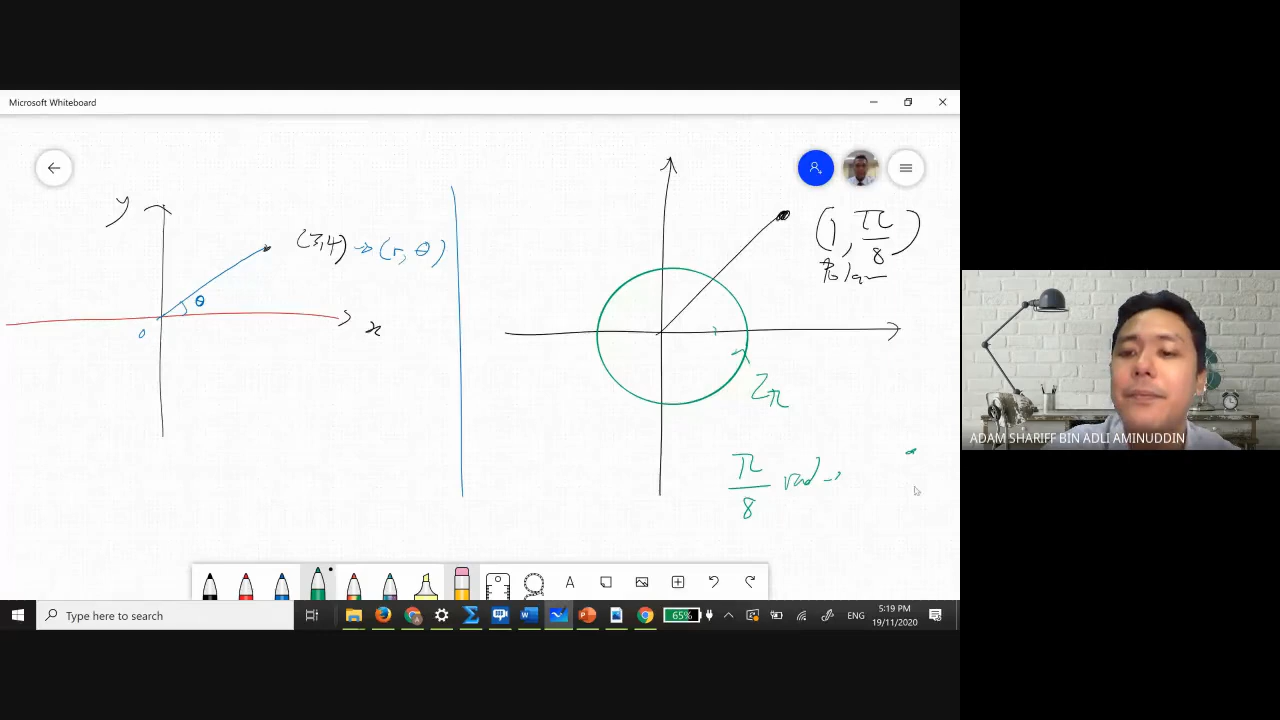 Microsoft Whiteboard
y
(3,4) → (r, θ)
θ
0
x
(1, π/8)
Polar
2π
π/8 rad →
ADAM SHARIFF BIN ADLI AMINUDDIN
A
Type here to search
65%
ENG
5:19 PM
19/11/2020